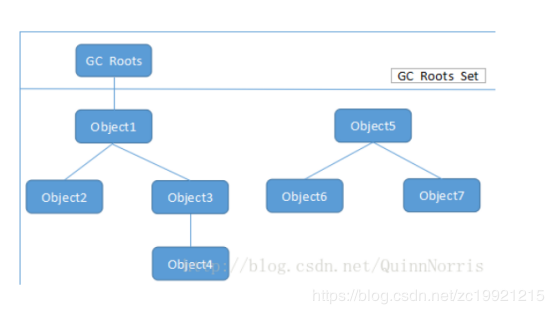 GC Roots
GC Roots Set
Object1
Object5
Object2
Object3
Object6
Object7
Object4
http://blog.csdn.net/QuinnNorris
https://blog.csdn.net/zc19921215